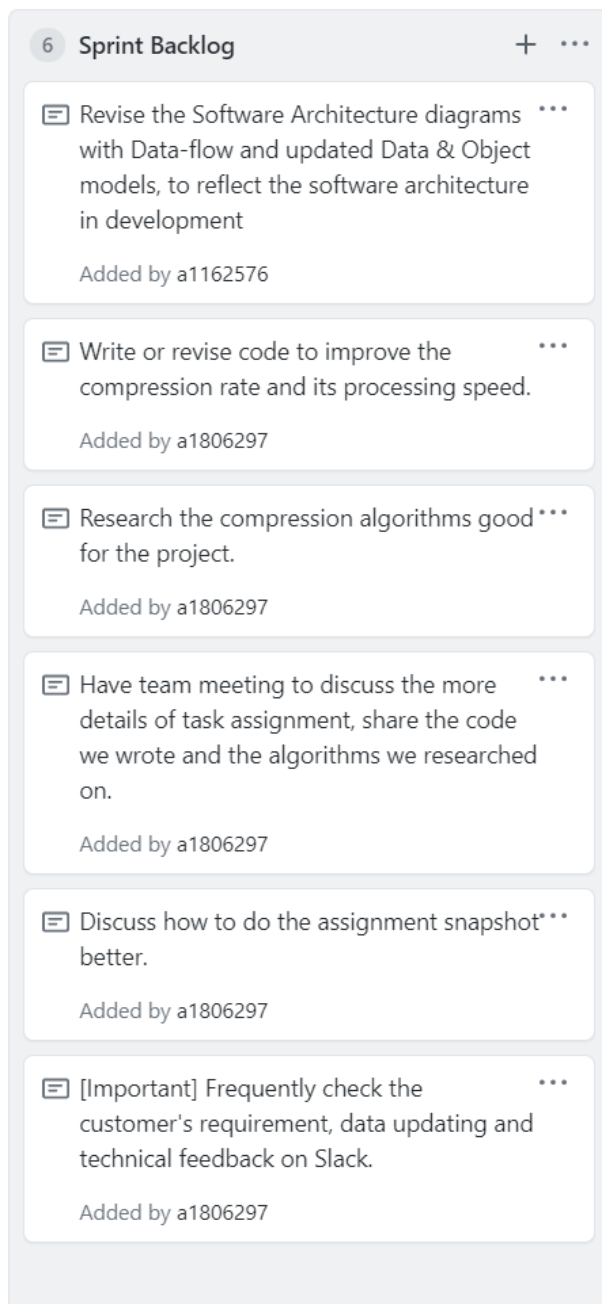 6 Sprint Backlog
Revise the Software Architecture diagrams
with Data-flow and updated Data & Object
models, to reflect the software architecture
in development
Added by a1162576
Write or revise code to improve the
compression rate and its processing speed.
Added by a1806297
Research the compression algorithms good
for the project.
Added by a1806297
Have team meeting to discuss the more
details of task assignment, share the code
we wrote and the algorithms we researched
on.
Added by a1806297
Discuss how to do the assignment snapshot
better.
Added by a1806297
[Important] Frequently check the
customer's requirement, data updating and
technical feedback on Slack.
Added by a1806297